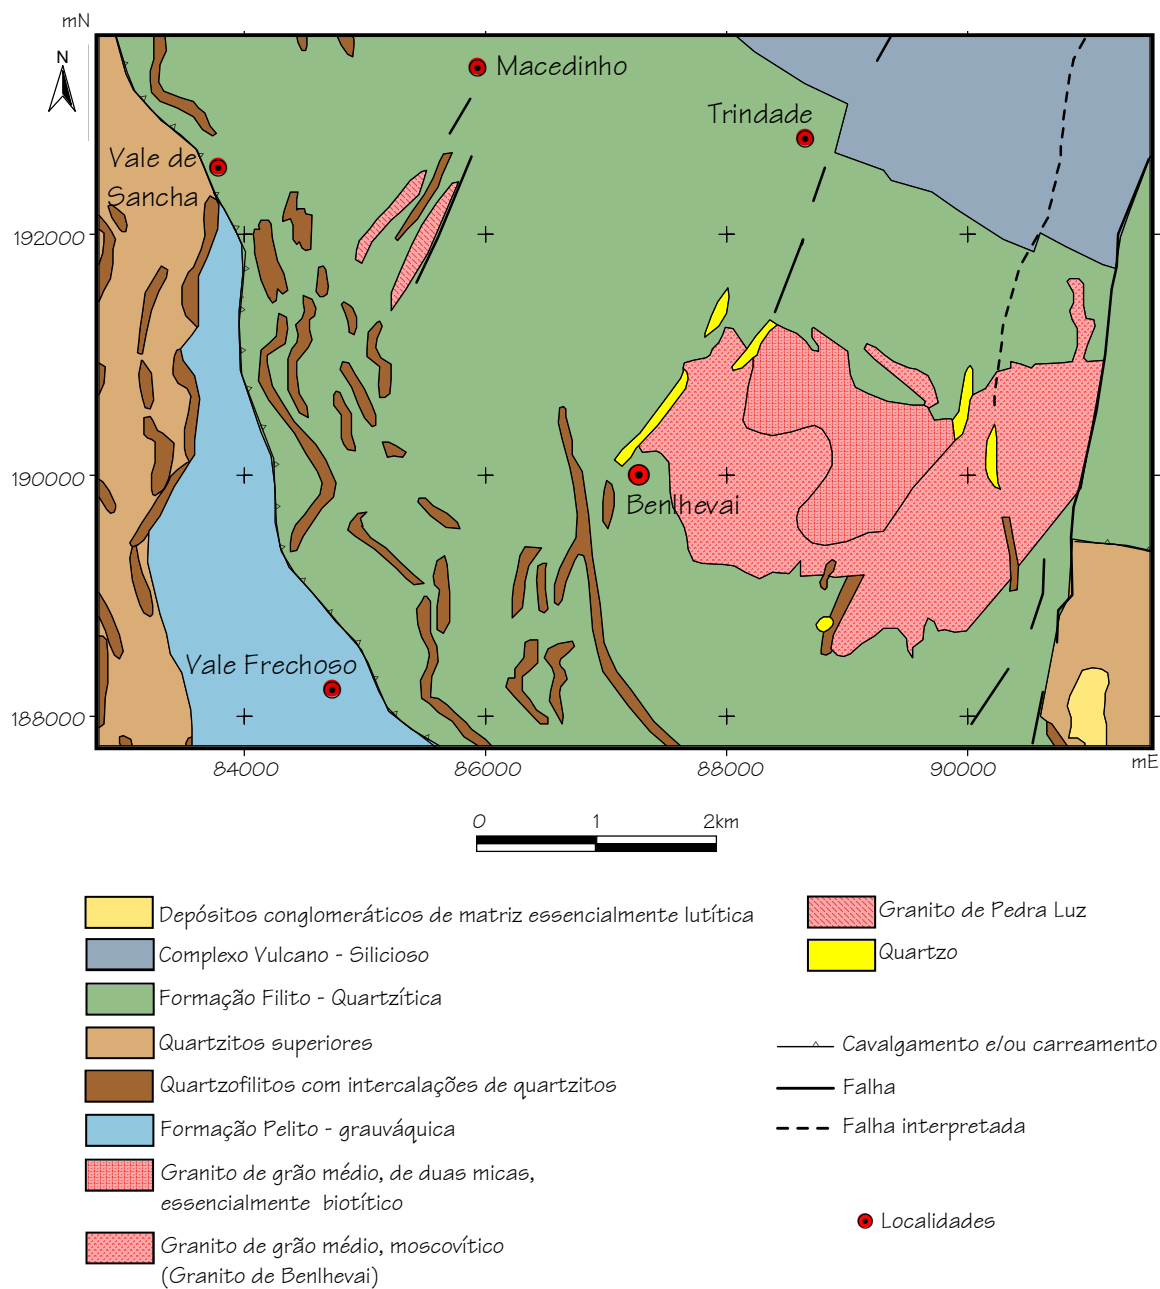 mN
N
Macedinho
Trindade
Vale de
Sancha
192000
190000
Benlhevai
Vale Frechoso
188000
84000
86000
88000
90000
mE
0 1 2km
Depósitos conglomeráticos de matriz essencialmente lutítica
Complexo Vulcano - Silicioso
Formação Filito - Quartzítica
Quartzitos superiores
Quartzofilitos com intercalações de quartzitos
Formação Pelito - grauváquica
Granito de grão médio, de duas micas,
essencialmente biotítico
Granito de grão médio, moscovítico
(Granito de Benlhevai)
Granito de Pedra Luz
Quartzo
Cavalgamento e/ou carreamento
Falha
Falha interpretada
Localidades